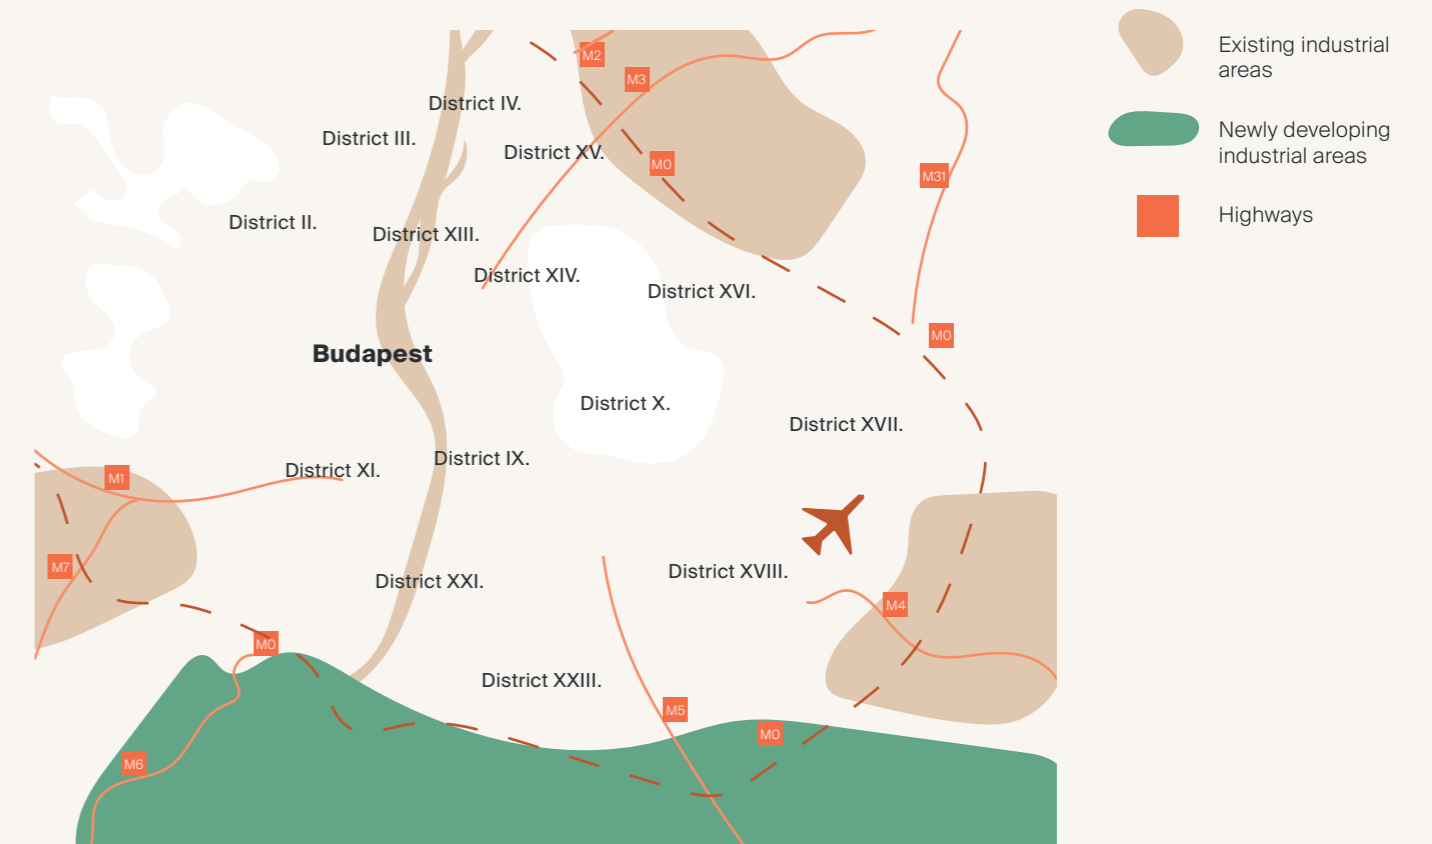 M2
M3
District IV.
District III.
District XV.
M0
M31
District II.
District XIII.
District XIV.
District XVI.
M0
Budapest
District X.
District XVII.
District IX.
District XI.
M1
M7
District XVIII.
District XXI.
M4
M0
District XXIII.
M5
M0
M6
Existing industrial
areas
Newly developing
industrial areas
Highways